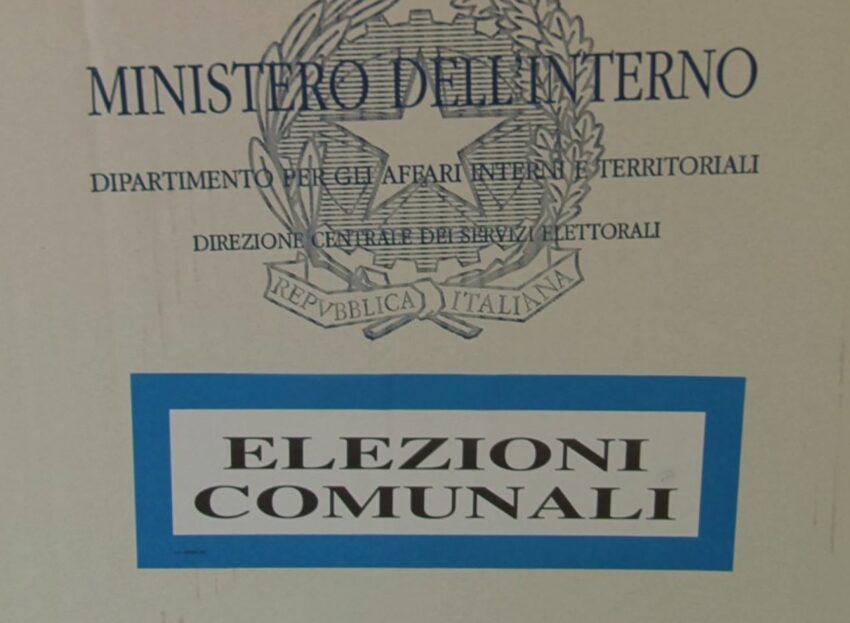 MINISTERO DELL'INTERNO
DIPARTIMENTO PER GLI AFFARI INTERNI E TERRITORIALI
DIREZIONE CENTRALE DEI SERVIZI ELETTORALI
REPVBBLICA ITALIANA
ELEZIONI
COMUNALI